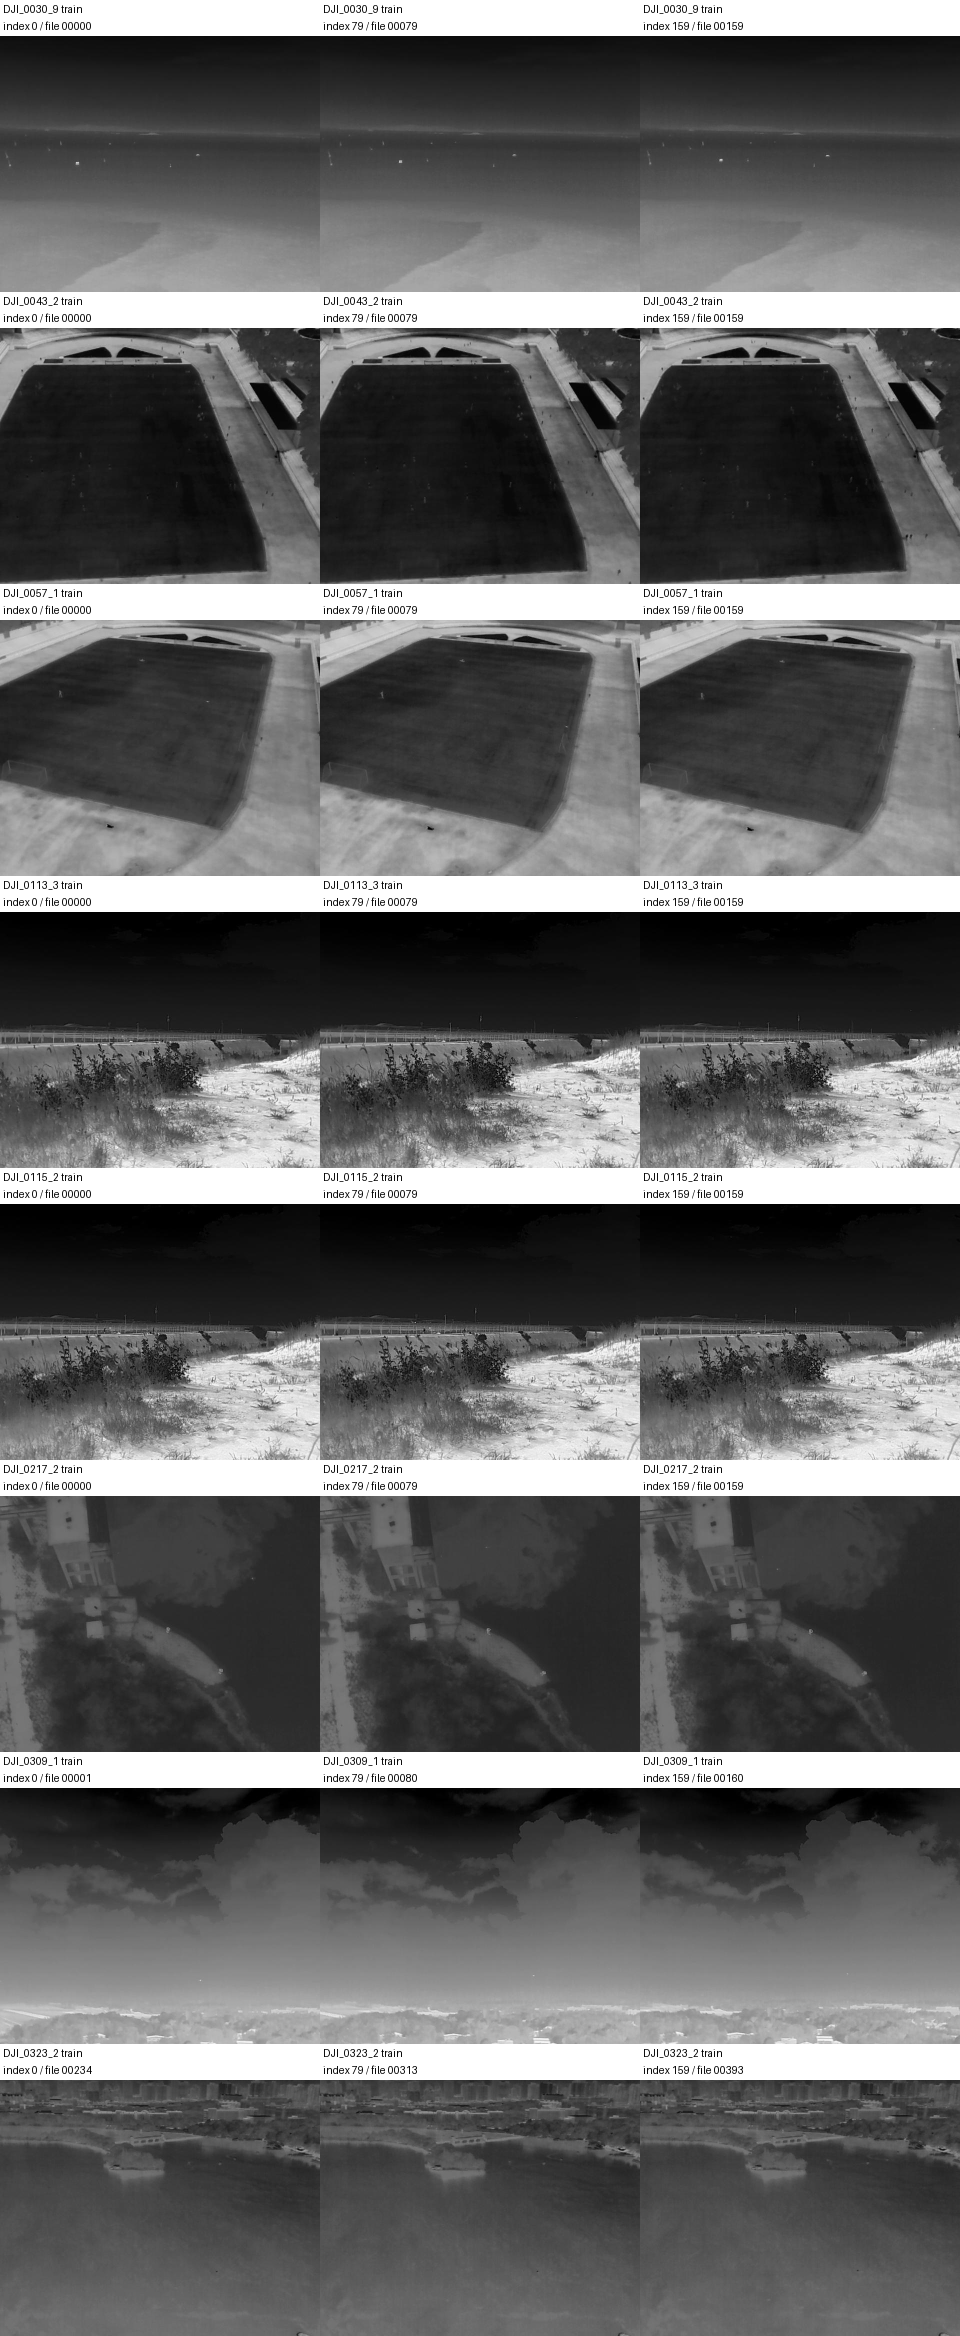 DJI_0030_9 train
DJI_0030_9 train
DJI_0030_9 train
index 0 / file 00000
index 79 / file 00079
index 159 / file 00159
DJI_0043_2 train
DJI_0043_2 train
DJI_0043_2 train
index 0 / file 00000
index 79 / file 00079
index 159 / file 00159
DJI_0057_1 train
DJI_0057_1 train
DJI_0057_1 train
index 0 / file 00000
index 79 / file 00079
index 159 / file 00159
DJI_0113_3 train
DJI_0113_3 train
DJI_0113_3 train
index 0 / file 00000
index 79 / file 00079
index 159 / file 00159
DJI_0115_2 train
DJI_0115_2 train
DJI_0115_2 train
index 0 / file 00000
index 79 / file 00079
index 159 / file 00159
DJI_0217_2 train
DJI_0217_2 train
DJI_0217_2 train
index 0 / file 00000
index 79 / file 00079
index 159 / file 00159
DJI_0309_1 train
DJI_0309_1 train
DJI_0309_1 train
index 0 / file 00001
index 79 / file 00080
index 159 / file 00160
DJI_0323_2 train
DJI_0323_2 train
DJI_0323_2 train
index 0 / file 00234
index 79 / file 00313
index 159 / file 00393